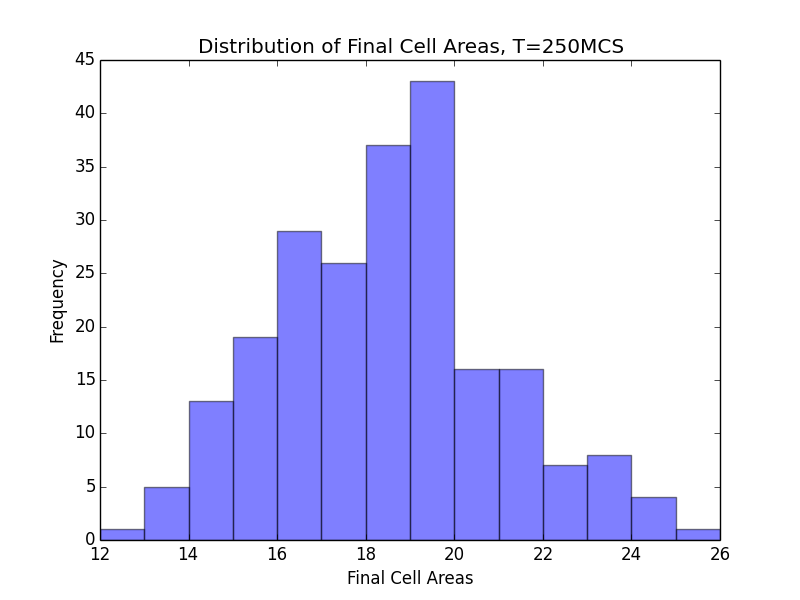 Distribution of Final Cell Areas, T=250MCS
45
40
35
30
25
20
15
10
5
0
Frequency
12 14 16 18 20 22 24 26
Final Cell Areas